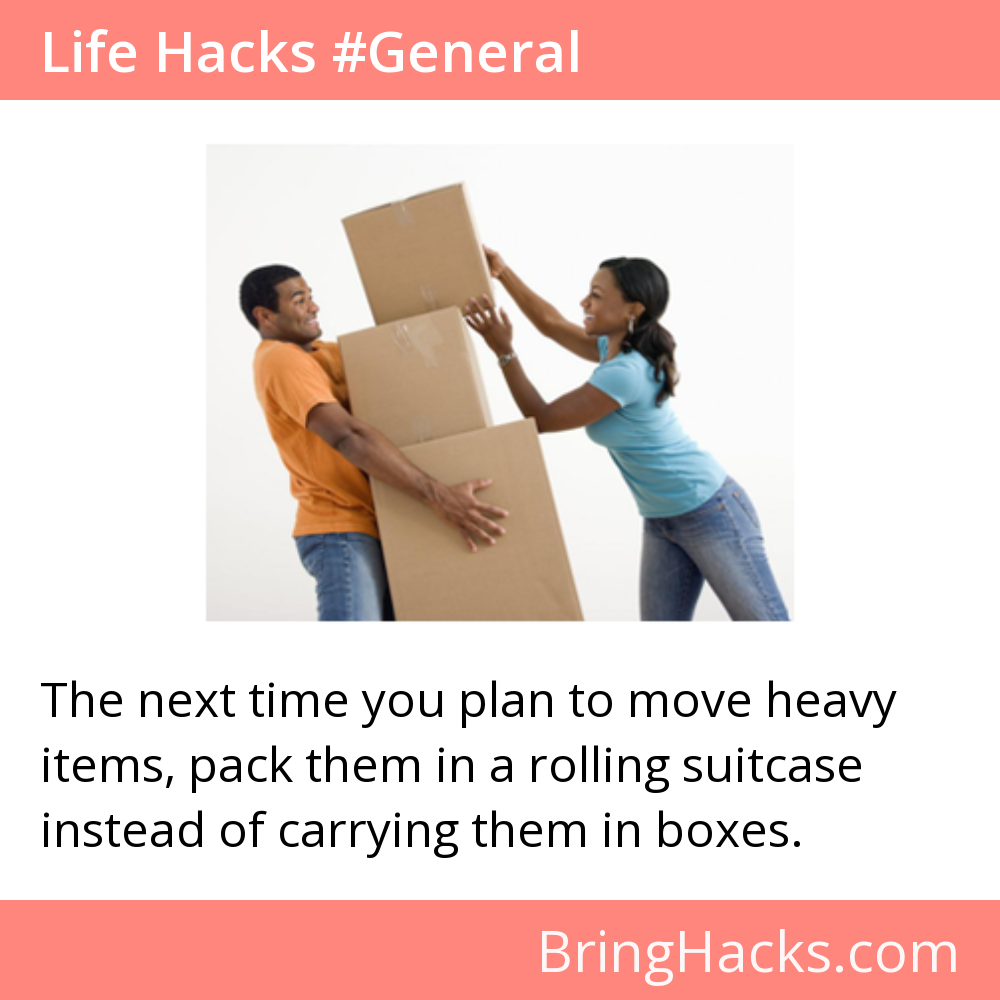 Life Hacks #General
The next time you plan to move heavy
items, pack them in a rolling suitcase
instead of carrying them in boxes.
BringHacks.com